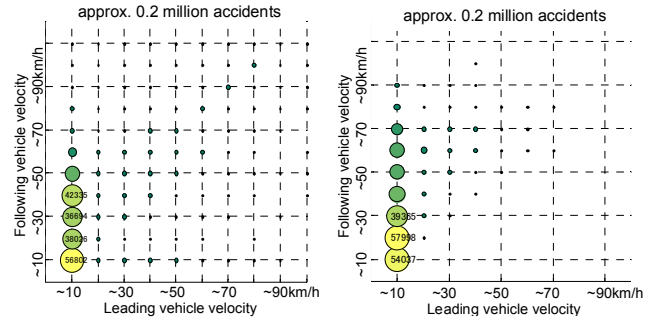 approx. 0.2 million accidents
Following vehicle velocity
~90km/h
~70
~50
~30
~10
42335
36694
38026
56802
~10
~30
~50
~70
~90km/h
Leading vehicle velocity
approx. 0.2 million accidents
Following vehicle velocity
~90km/h
~70
~50
~30
~10
39365
57998
54037
~10
~30
~50
~70
~90km/h
Leading vehicle velocity